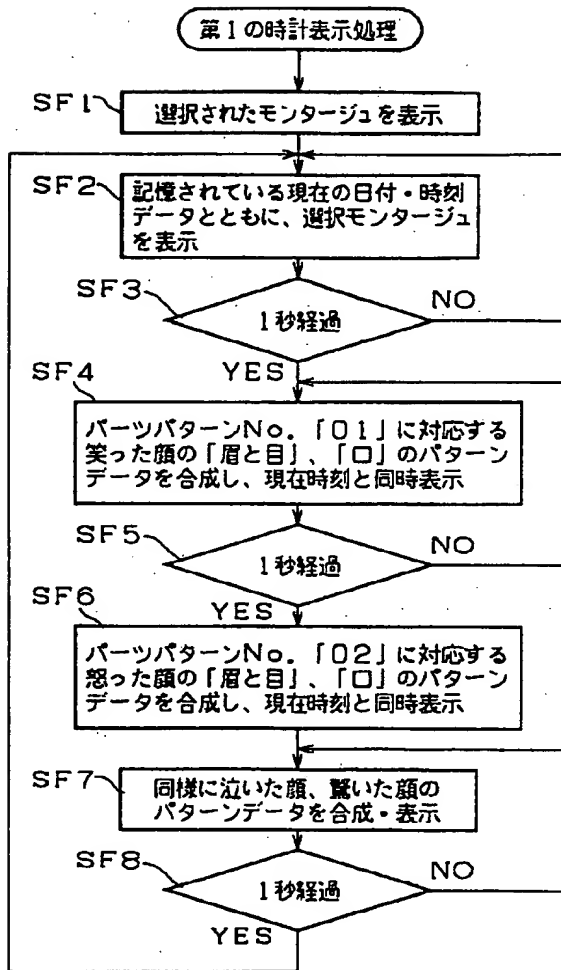 第1の時計表示処理
SF1
選択されたモンタージュを表示
SF2
記憶されている現在の日付・時刻
データとともに、選択モンタージュ
を表示
SF3
1秒経過
NO
YES
SF4
パーツパターンNo.「01」に対応する
笑った顔の「眉と目」、「口」のパターン
データを合成し、現在時刻と同時表示
SF5
1秒経過
NO
YES
SF6
パーツパターンNo.「02」に対応する
怒った顔の「眉と目」、「口」のパターン
データを合成し、現在時刻と同時表示
SF7
同様に泣いた顔、驚いた顔の
パターンデータを合成・表示
SF8
1秒経過
NO
YES